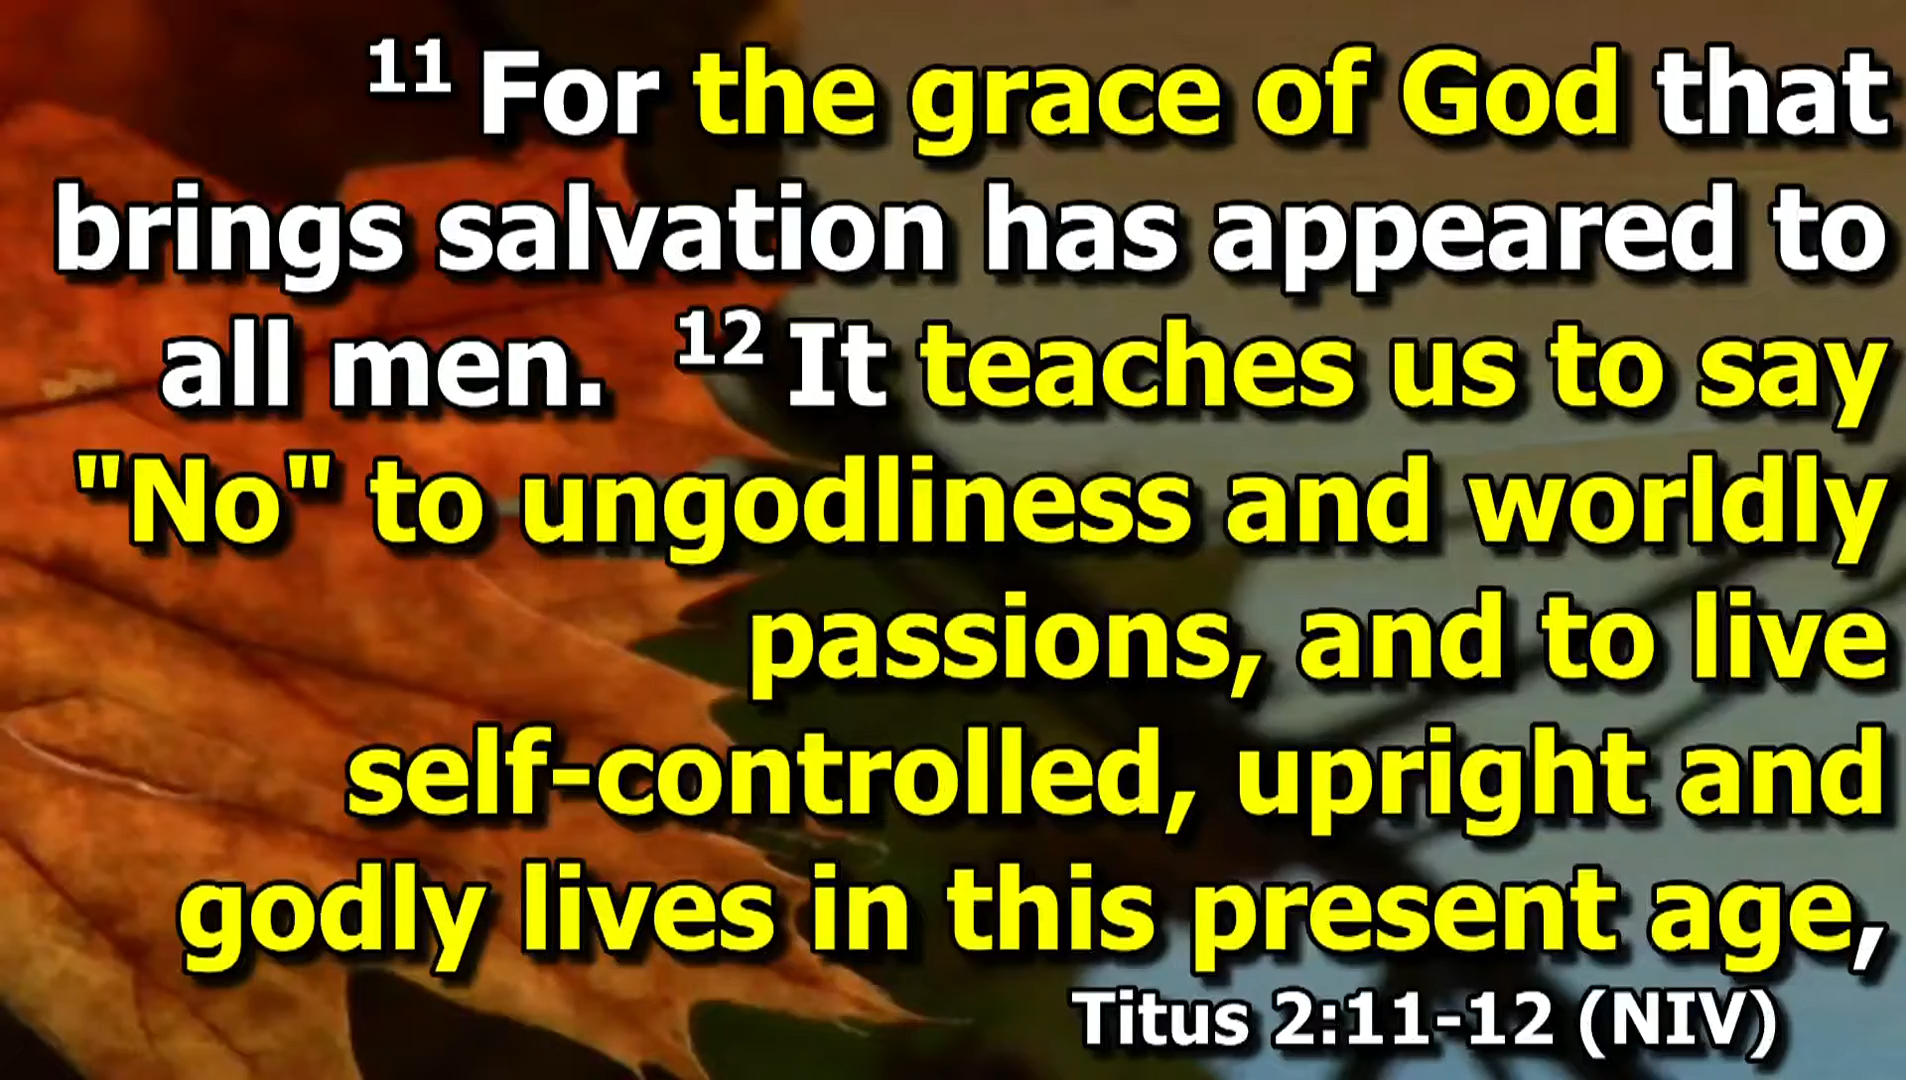 11 For the grace of God that
brings salvation has appeared to
all men. 12 It teaches us to say
"No" to ungodliness and worldly
passions, and to live
self-controlled, upright and
godly lives in this present age,
Titus 2:11-12 (NIV)